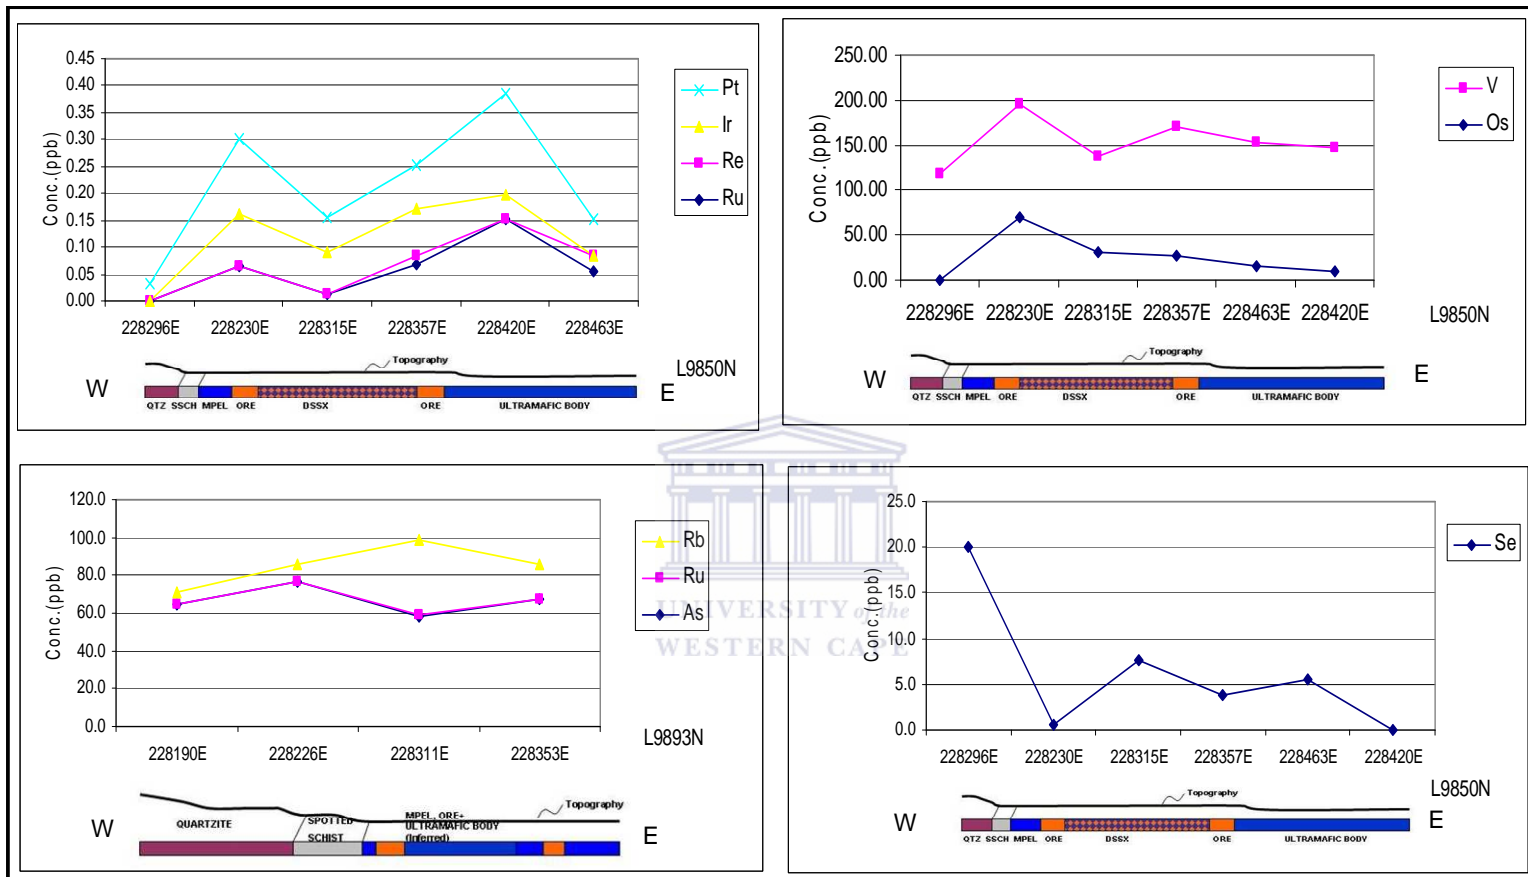 0.45
0.40
0.35
0.30
0.25
0.20
0.15
0.10
0.05
0.00
Conc.(ppb)
228296E 228230E 228315E 228357E 228420E 228463E
Pt
Ir
Re
Ru
L9850N
Topography
W
E
QTZ SSCH MPEL ORE DSSX ORE ULTRAMAFIC BODY
250.00
200.00
150.00
100.00
50.00
0.00
Conc.(ppb)
228296E 228230E 228315E 228357E 228463E 228420E
V
Os
L9850N
Topography
W
E
QTZ SSCH MPEL ORE DSSX ORE ULTRAMAFIC BODY
120.0
100.0
80.0
60.0
40.0
20.0
0.0
Conc.(ppb)
228190E 228226E 228311E 228353E
Rb
Ru
As
L9893N
Topography
W
E
QUARTZITE
SPOTTED
SCHIST
MPEL, ORE+
ULTRAMAFIC BODY
(Inferred)
25.0
20.0
15.0
10.0
5.0
0.0
Conc.(ppb)
228296E 228230E 228315E 228357E 228463E 228420E
Se
L9850N
Topography
W
E
QTZ SSCH MPEL ORE DSSX ORE ULTRAMAFIC BODY
UNIVERSITY of the
WESTERN CAPE